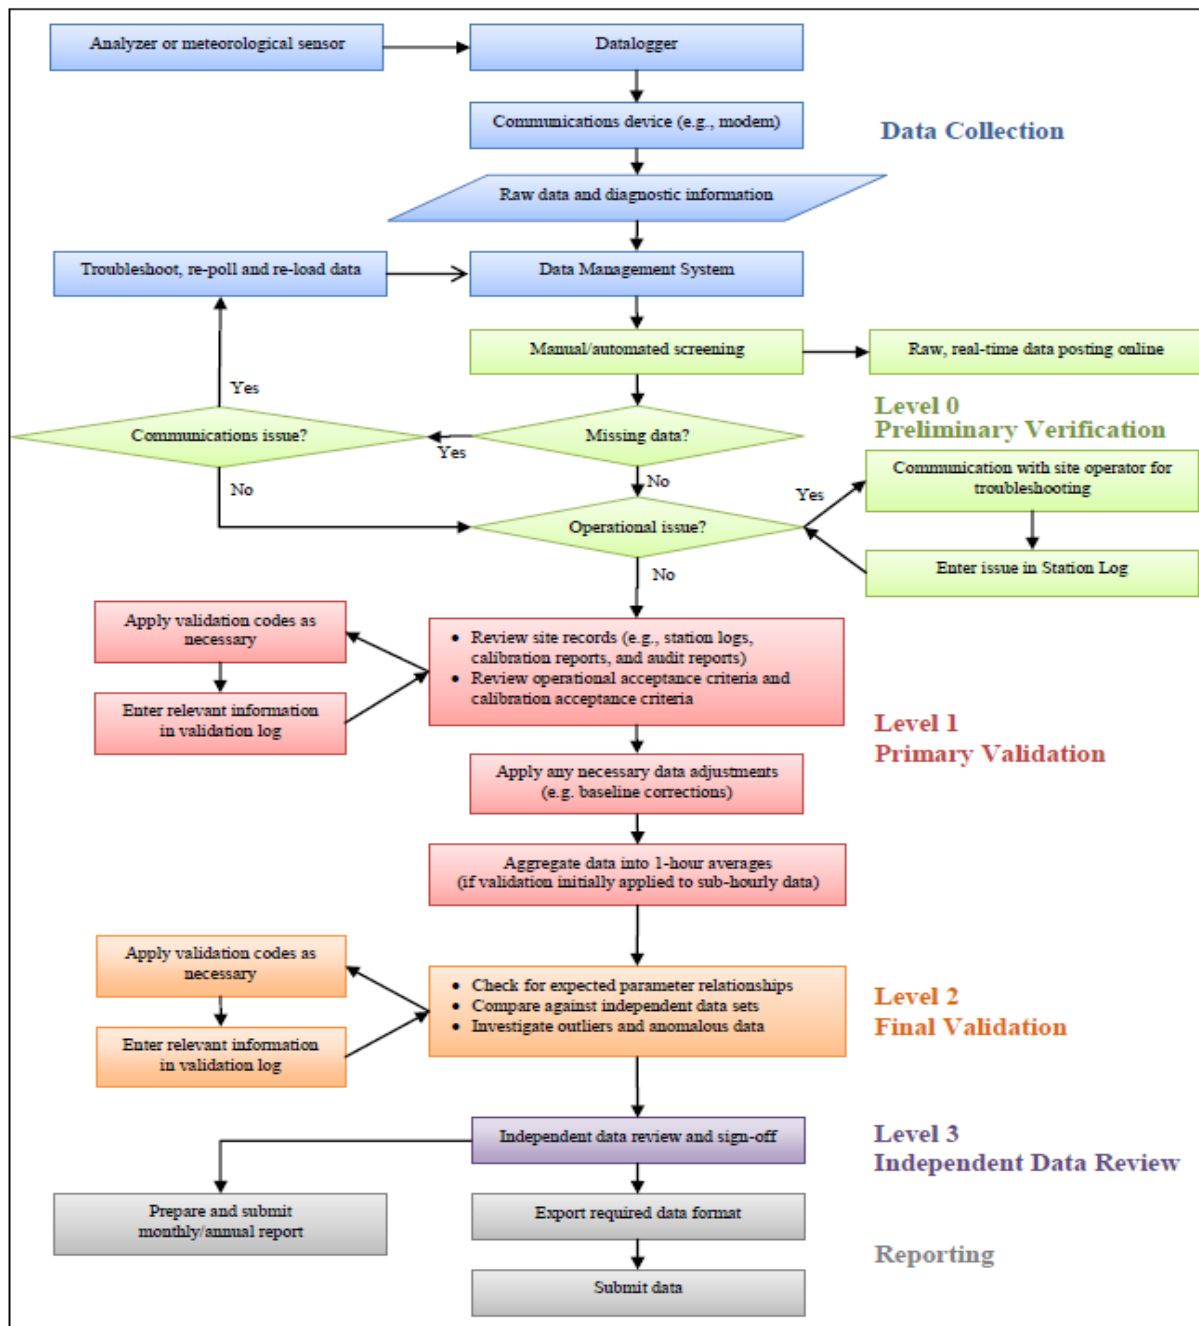 Analyzer or meteorological sensor
Datalogger
Communications device (e.g., modem)
Data Collection
Raw data and diagnostic information
Troubleshoot, re-poll and re-load data
Data Management System
Manual/automated screening
Raw, real-time data posting online
Yes
Level 0
Preliminary Verification
Communications issue?
Yes
Missing data?
Communication with site operator for
troubleshooting
No
No
Yes
Operational issue?
Enter issue in Station Log
No
Apply validation codes as
necessary
• Review site records (e.g., station logs,
calibration reports, and audit reports)
• Review operational acceptance criteria and
calibration acceptance criteria
Enter relevant information
in validation log
Level 1
Primary Validation
Apply any necessary data adjustments
(e.g. baseline corrections)
Aggregate data into 1-hour averages
(if validation initially applied to sub-hourly data)
Apply validation codes as
necessary
• Check for expected parameter relationships
• Compare against independent data sets
• Investigate outliers and anomalous data
Level 2
Final Validation
Enter relevant information
in validation log
Independent data review and sign-off
Level 3
Independent Data Review
Prepare and submit
monthly/annual report
Export required data format
Reporting
Submit data